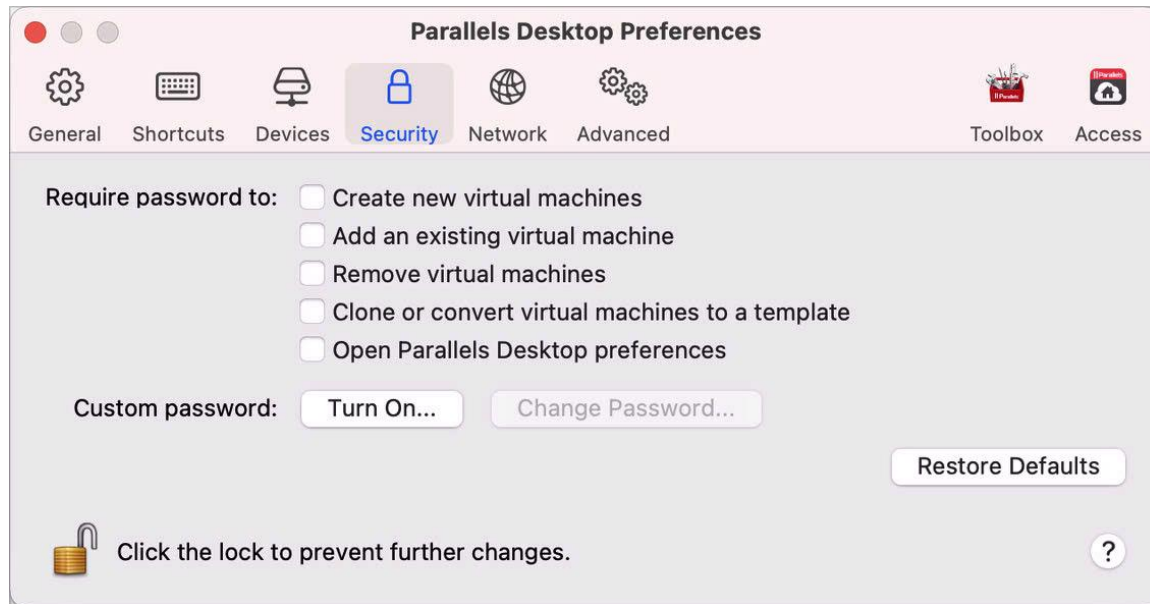 Parallels Desktop Preferences
General Shortcuts Devices Security Network Advanced Toolbox Access
Require password to: Create new virtual machines
Add an existing virtual machine
Remove virtual machines
Clone or convert virtual machines to a template
Open Parallels Desktop preferences
Custom password: Turn On... Change Password...
Restore Defaults
Click the lock to prevent further changes. ?